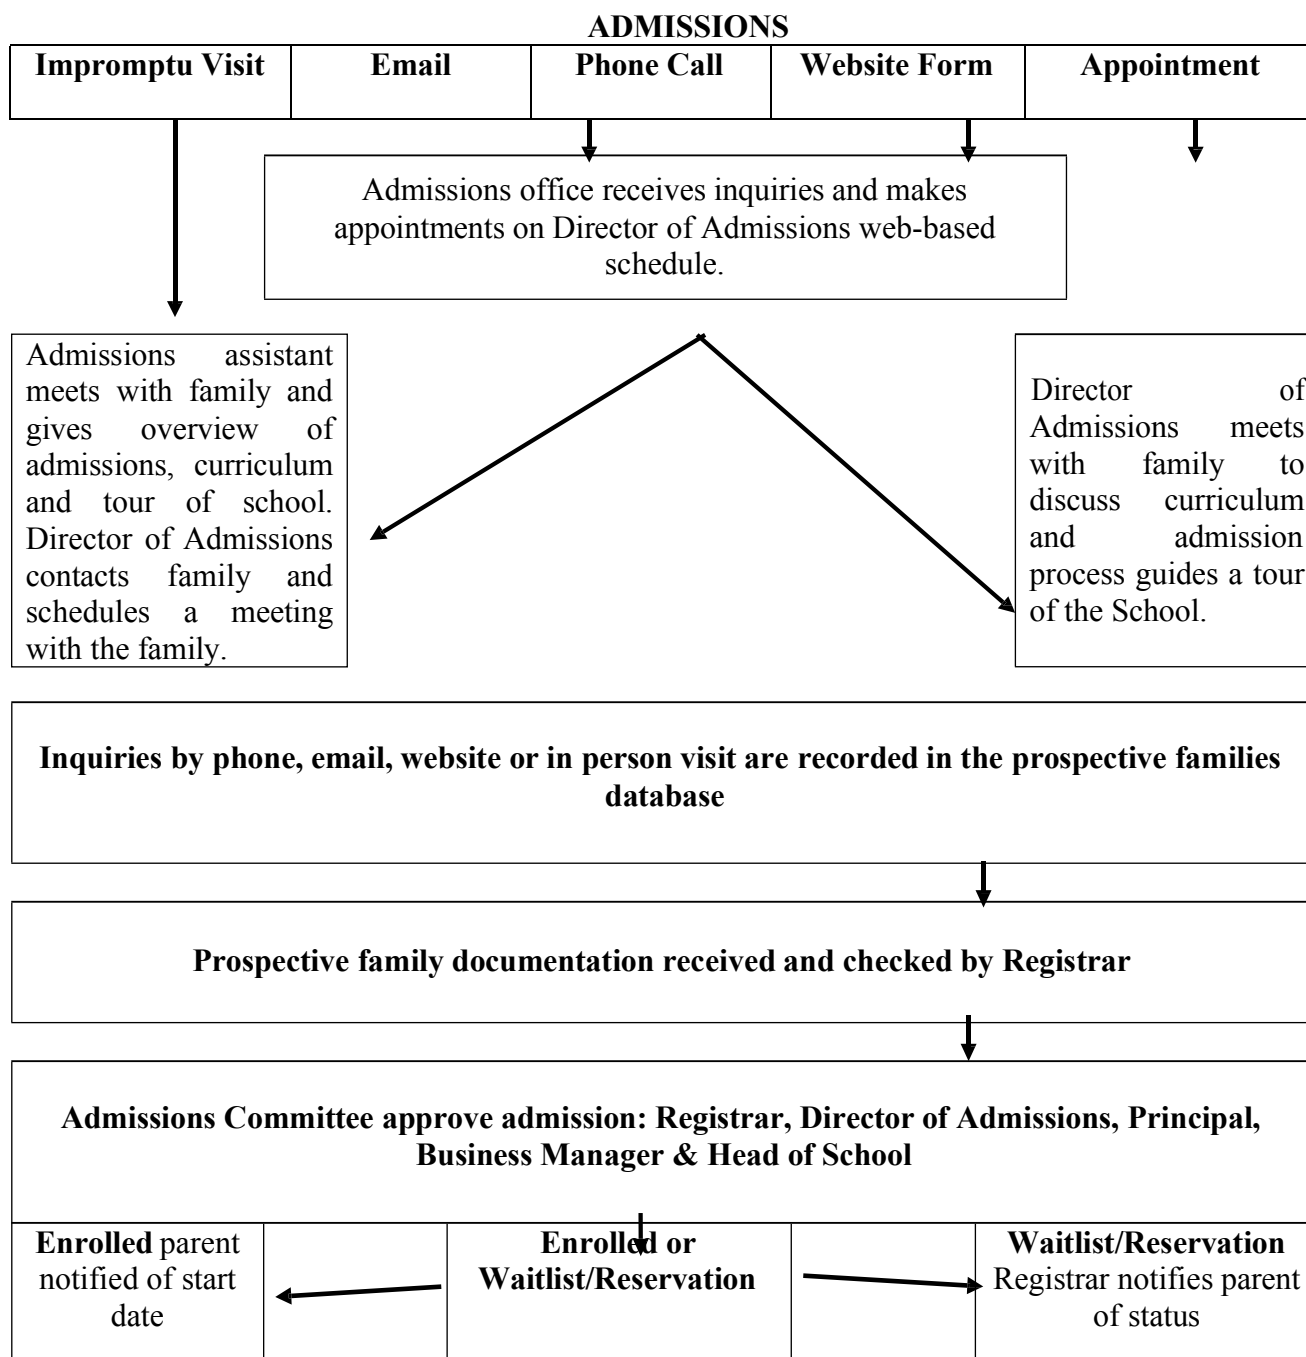 ADMISSIONS
Impromptu Visit
Email
Phone Call
Website Form
Appointment
Admissions office receives inquiries and makes
appointments on Director of Admissions web-based
schedule.
Admissions assistant
meets with family and
gives overview of
admissions, curriculum
and tour of school.
Director of Admissions
contacts family and
schedules a meeting
with the family.
Director of
Admissions meets
with family to
discuss curriculum
and admission
process guides a tour
of the School.
Inquiries by phone, email, website or in person visit are recorded in the prospective families
database
Prospective family documentation received and checked by Registrar
Admissions Committee approve admission: Registrar, Director of Admissions, Principal,
Business Manager & Head of School
Enrolled parent
notified of start
date
Enrolled or
Waitlist/Reservation
Waitlist/Reservation
Registrar notifies parent
of status